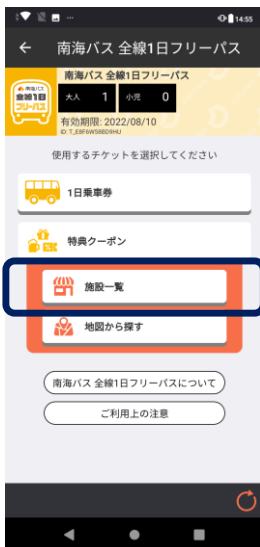 14:55
南海バス 全線1日フリーパス
南海バス
全線1日
フリーパス
南海バス 全線1日フリーパス
大人 1 小児 0
有効期限: 2022/08/10
使用するチケットを選択してください
1日乗車券
特典クーポン
施設一覧
地図から探す
南海バス 全線1日フリーパスについて
ご利用上の注意